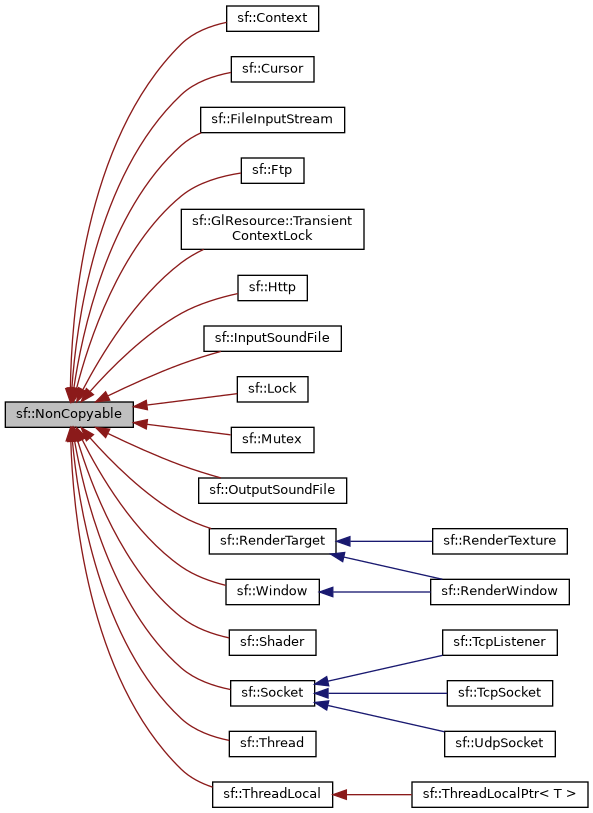 sf::Context
sf::Cursor
sf::FileInputStream
sf::Ftp
sf::GlResource::Transient
ContextLock
sf::Http
sf::InputSoundFile
sf::Lock
sf::NonCopyable
sf::Mutex
sf::OutputSoundFile
sf::RenderTarget
sf::RenderTexture
sf::Window
sf::RenderWindow
sf::Shader
sf::TcpListener
sf::Socket
sf::TcpSocket
sf::Thread
sf::UdpSocket
sf::ThreadLocal
sf::ThreadLocalPtr< T >